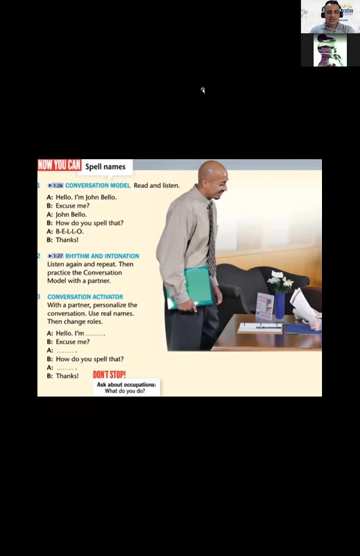 NOW YOU CAN Spell names
1 ▶1:26 CONVERSATION MODEL Read and listen.
A: Hello. I'm John Bello.
B: Excuse me?
A: John Bello.
B: How do you spell that?
A: B-E-L-L-O.
B: Thanks!
2 ▶1:27 RHYTHM AND INTONATION
Listen again and repeat. Then
practice the Conversation
Model with a partner.
3 CONVERSATION ACTIVATOR
With a partner, personalize the
conversation. Use real names.
Then change roles.
A: Hello. I'm ........ .
B: Excuse me?
A: ........ .
B: How do you spell that?
A: ........ .
B: Thanks!
DON'T STOP!
Ask about occupations:
What do you do?